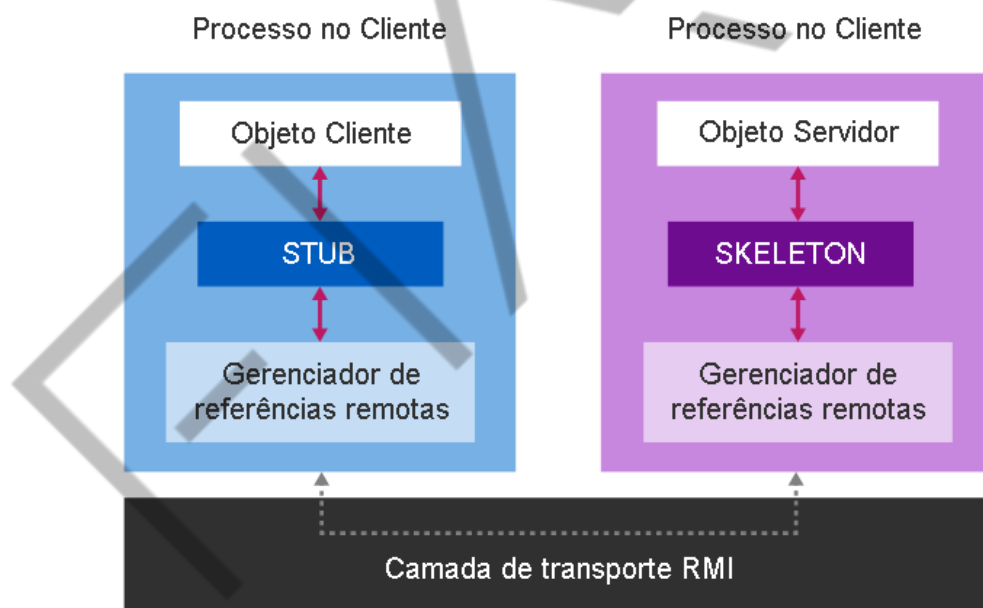 Processo no Cliente
Processo no Cliente
Objeto Cliente
Objeto Servidor
STUB
SKELETON
Gerenciador de
referências remotas
Gerenciador de
referências remotas
Camada de transporte RMI